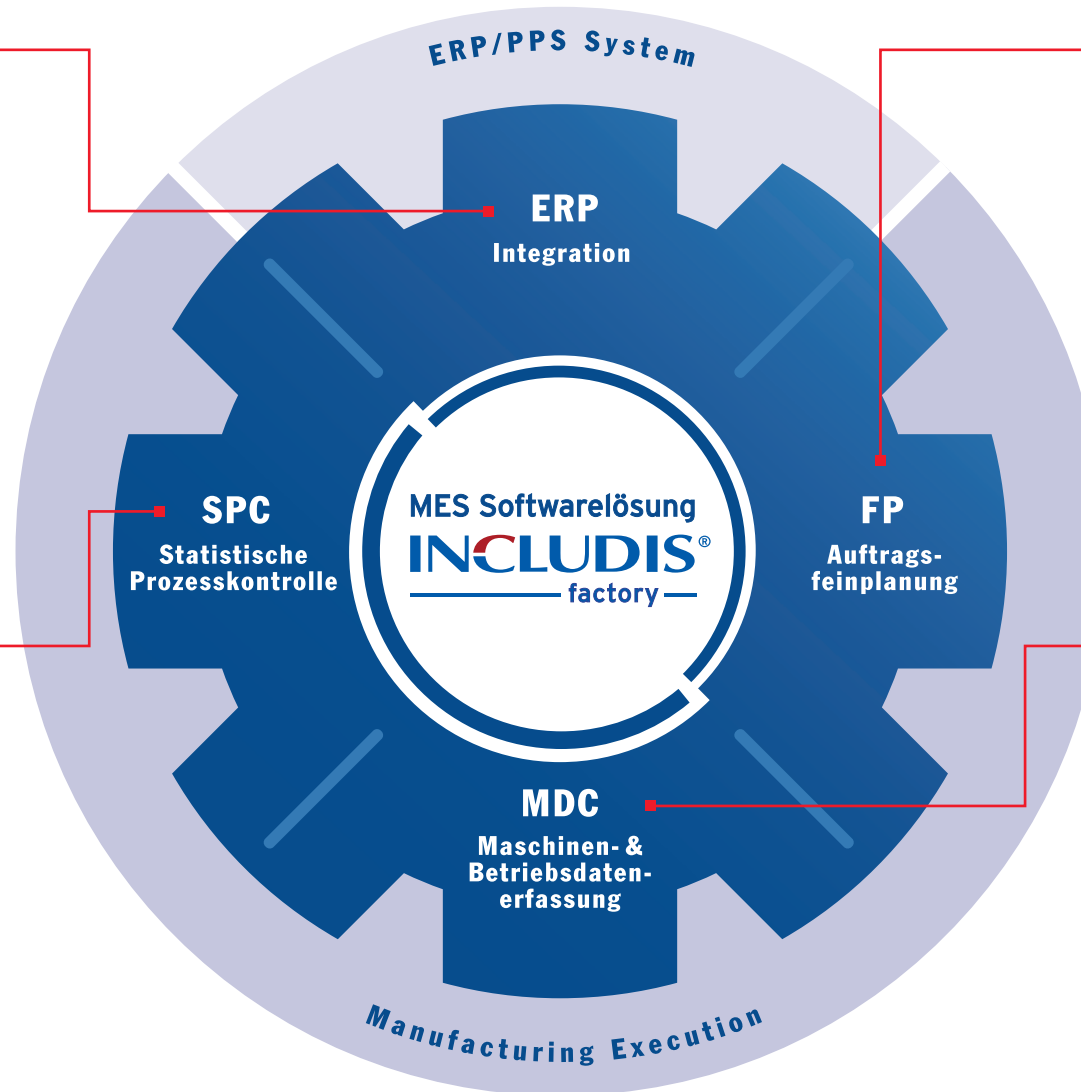 ERP/PPS System
ERP
Integration
SPC
Statistische
Prozesskontrolle
MES Softwarelösung
INCLUDIS®
factory
FP
Auftrags-
feinplanung
MDC
Maschinen- &
Betriebsdaten-
erfassung
Manufacturing Execution